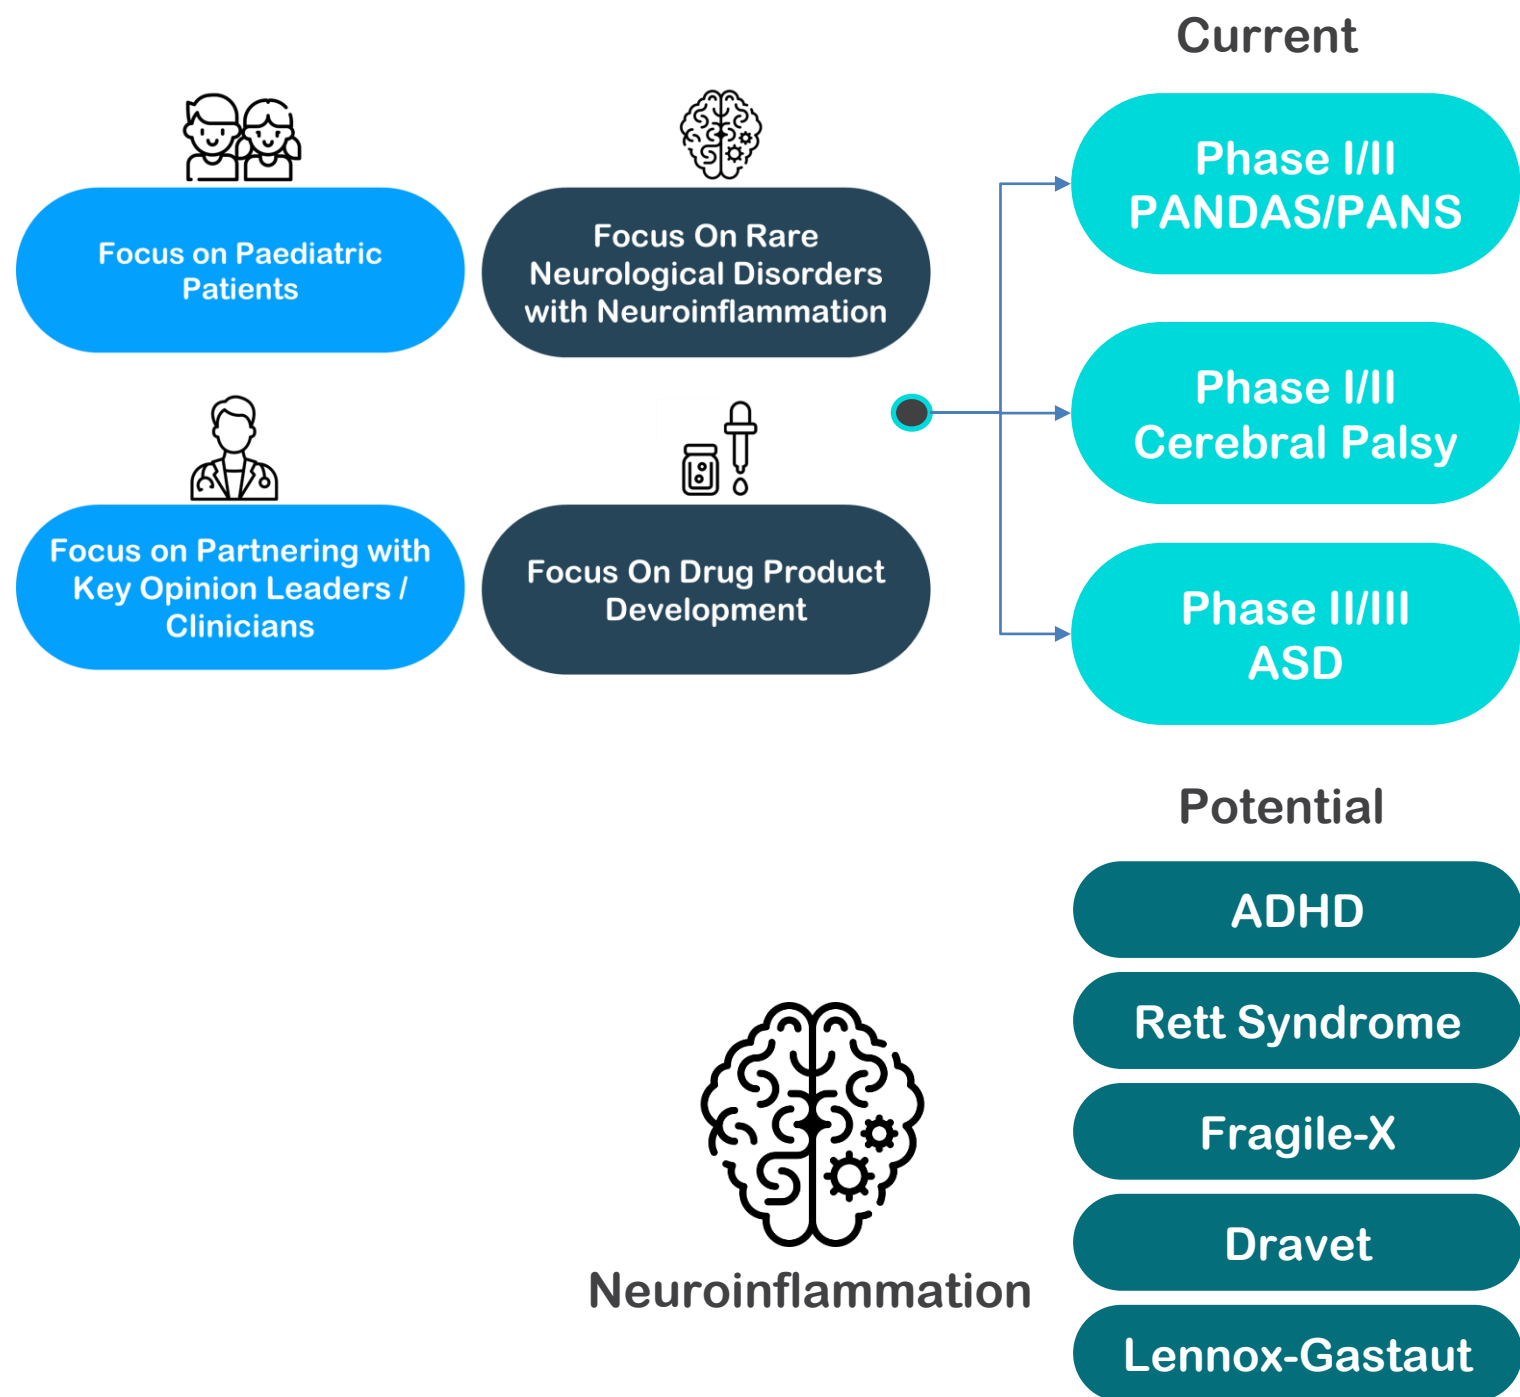 Current
Focus on Paediatric
Patients
Focus On Rare
Neurological Disorders
with Neuroinflammation
Focus on Partnering with
Key Opinion Leaders /
Clinicians
Focus On Drug Product
Development
Phase I/II
PANDAS/PANS
Phase I/II
Cerebral Palsy
Phase II/III
ASD
Potential
ADHD
Rett Syndrome
Fragile-X
Dravet
Lennox-Gastaut
Neuroinflammation